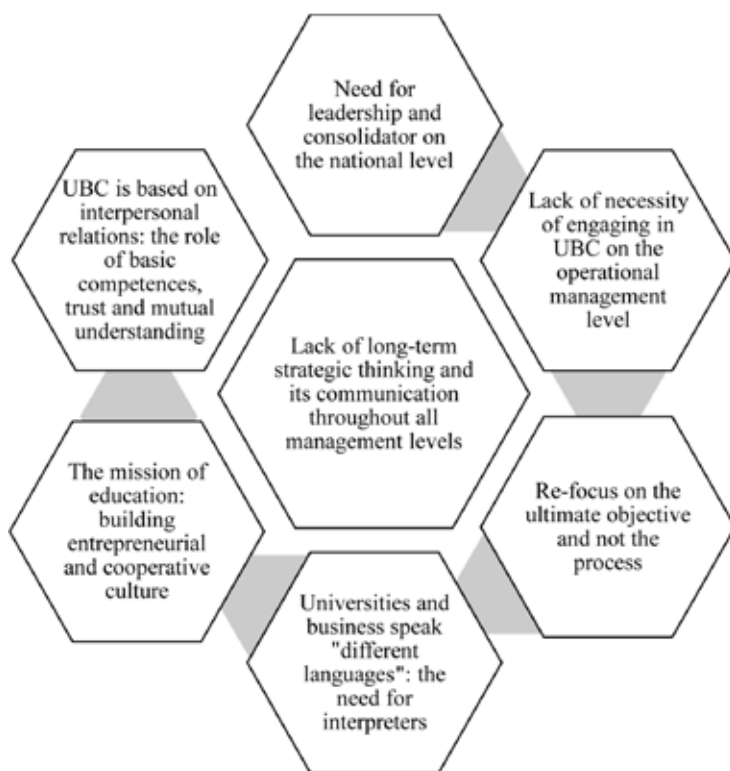 Need for
leadership and
consolidator on
the national level
Lack of necessity
of engaging in
UBC on the
operational
management
level
Re-focus on the
ultimate objective
and not the
process
Universities and
business speak
"different
languages": the
need for
interpreters
The mission of
education:
building
entrepreneurial
and cooperative
culture
UBC is based on
interpersonal
relations: the role
of basic
competences,
trust and mutual
understanding
Lack of long-term
strategic thinking and
its communication
throughout all
management levels